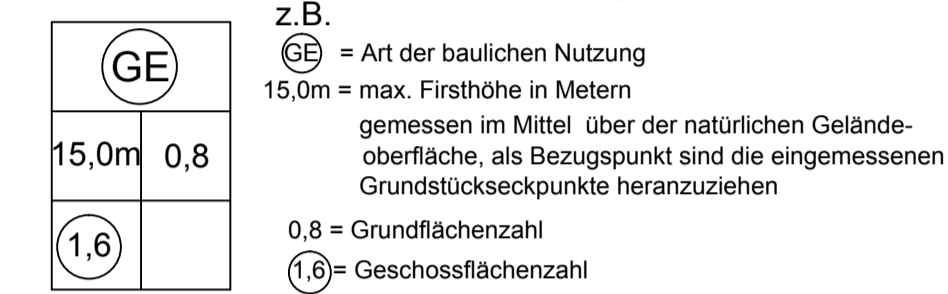 GE
15,0m 0,8
1,6
z.B.
GE = Art der baulichen Nutzung
15,0m = max. Firsthöhe in Metern
gemessen im Mittel über der natürlichen Gelände-
oberfläche, als Bezugspunkt sind die eingemessenen
Grundstückseckpunkte heranzuziehen
0,8 = Grundflächenzahl
1,6 = Geschossflächenzahl